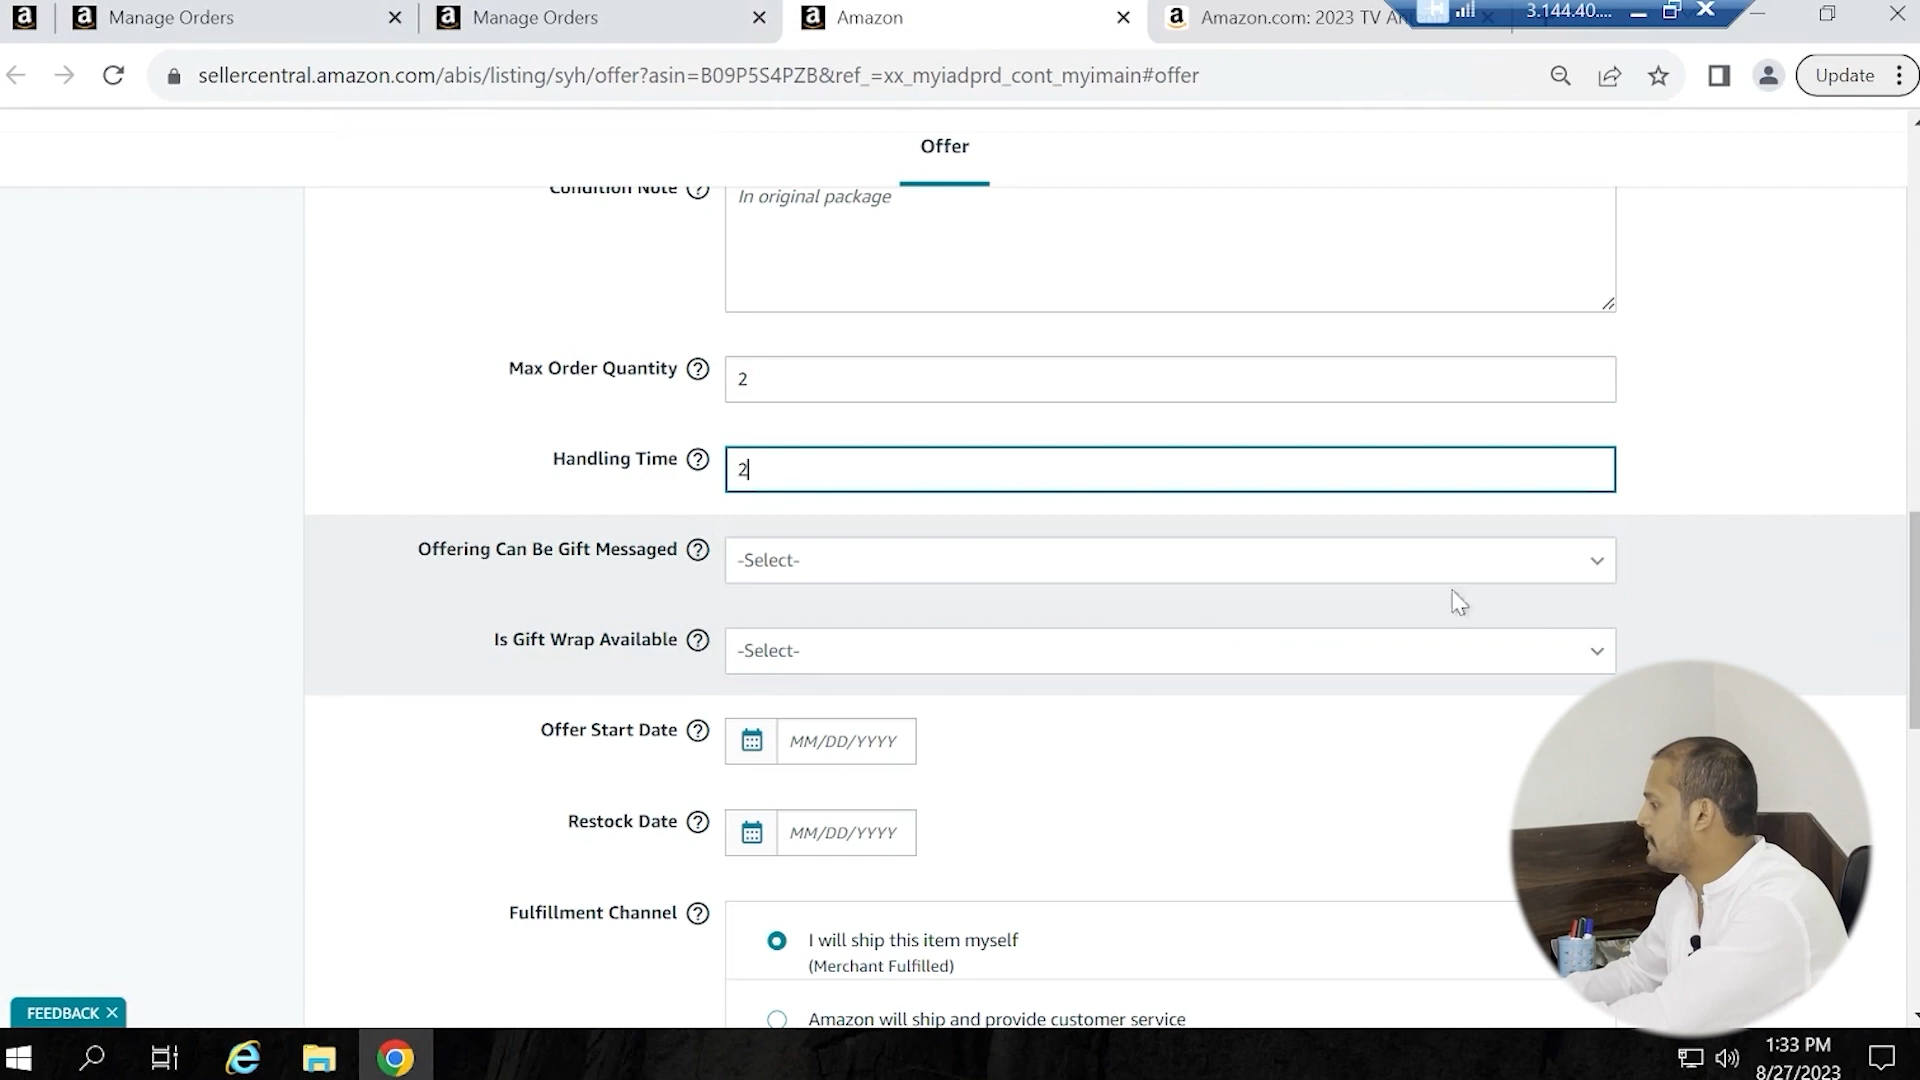 Manage Orders
Manage Orders
Amazon
Amazon.com: 2023 TV An
3.144.40....
sellercentral.amazon.com/abis/listing/syh/offer?asin=B09P5S4PZB&ref_=xx_myiadprd_cont_myimain#offer
Update
Offer
Condition Note
In original package
Max Order Quantity
2
Handling Time
2
Offering Can Be Gift Messaged
-Select-
Is Gift Wrap Available
-Select-
Offer Start Date
MM/DD/YYYY
Restock Date
MM/DD/YYYY
Fulfillment Channel
I will ship this item myself
(Merchant Fulfilled)
Amazon will ship and provide customer service
FEEDBACK
1:33 PM
8/27/2023